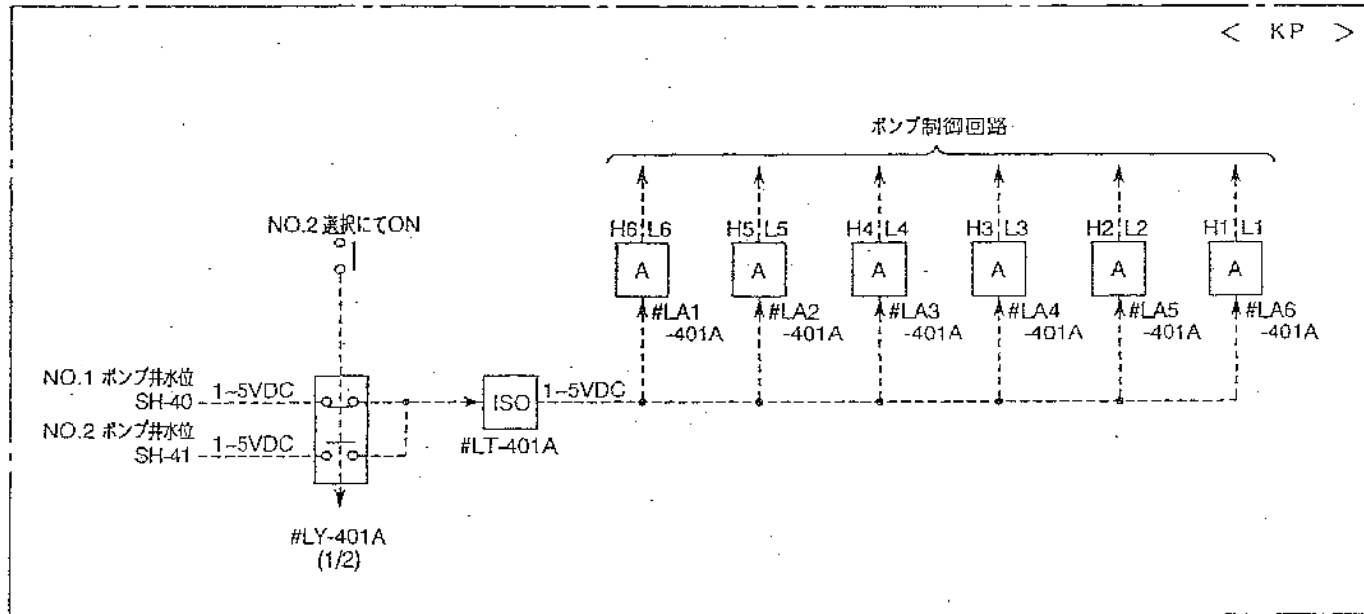 < KP >
ポンプ制御回路
NO.2 選択にてON
H6 L6
H5 L5
H4 L4
H3 L3
H2 L2
H1 L1
A
A
A
A
A
A
#LA1
-401A
#LA2
-401A
#LA3
-401A
#LA4
-401A
#LA5
-401A
#LA6
-401A
NO.1 ポンプ井水位
SH-40
1~5VDC
ISO
1~5VDC
NO.2 ポンプ井水位
SH-41
1~5VDC
#LT-401A
#LY-401A
(1/2)